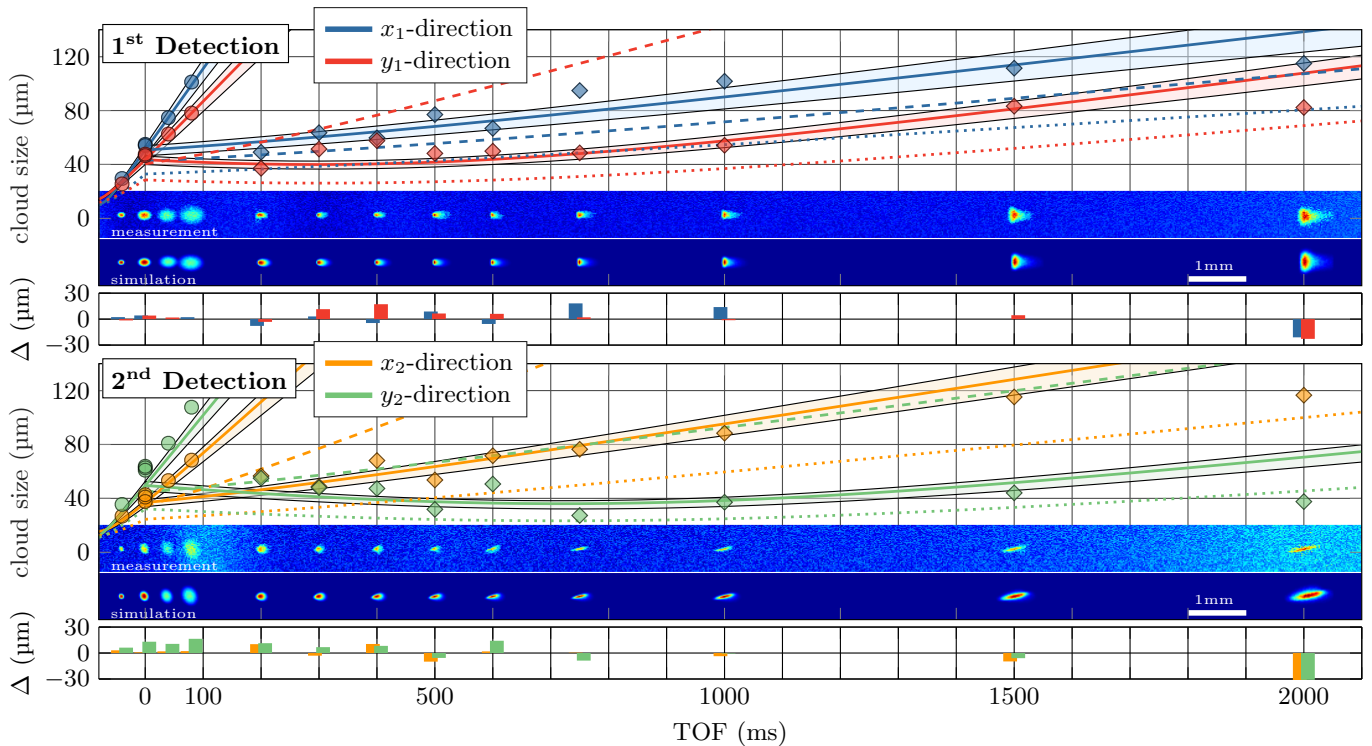 1st Detection
x1-direction
y1-direction
cloud size (µm)
120
80
40
0
measurement
simulation
1mm
Δ (µm)
30
0
−30
2nd Detection
x2-direction
y2-direction
cloud size (µm)
120
80
40
0
measurement
simulation
1mm
Δ (µm)
30
0
−30
0 100 500 1000 1500 2000
TOF (ms)